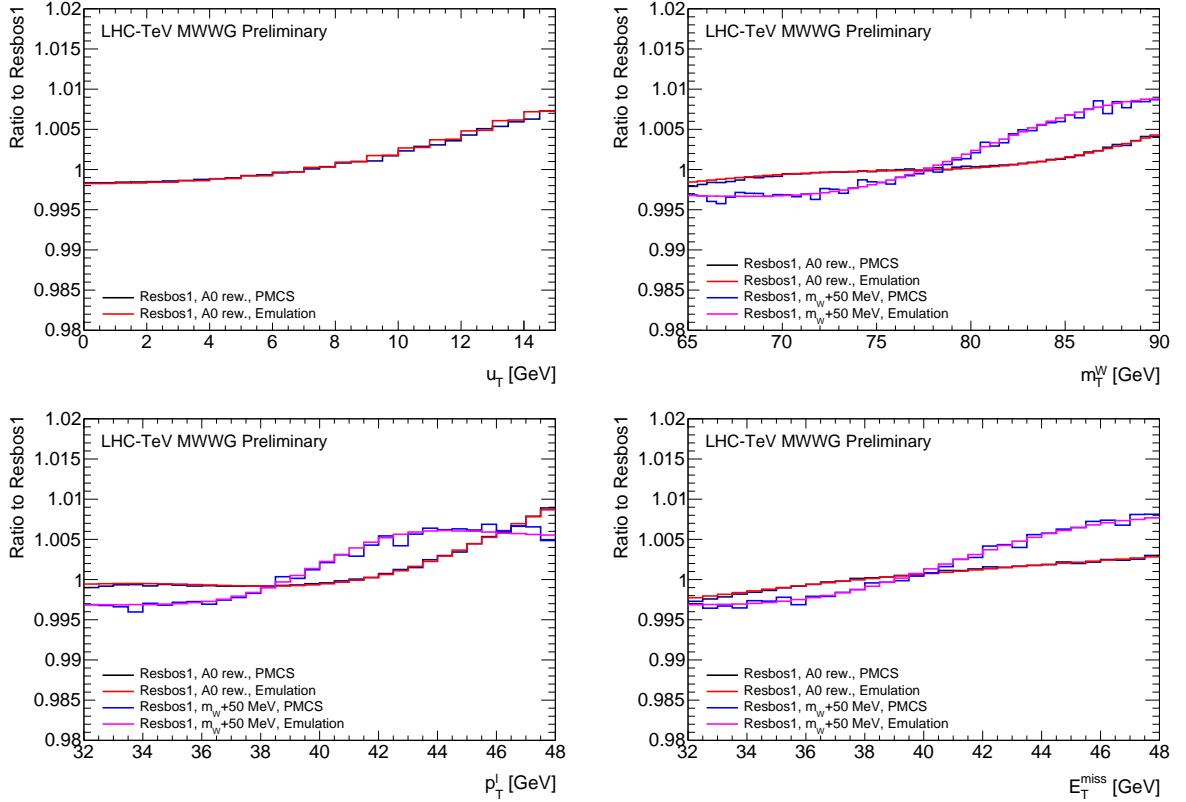 LHC-TeV MWWG Preliminary
Ratio to Resbos1
1.02
1.015
1.01
1.005
1
0.995
0.99
0.985
0.98
Resbos1, A0 rew., PMCS
Resbos1, A0 rew., Emulation
0 2 4 6 8 10 12 14
u_T [GeV]
LHC-TeV MWWG Preliminary
Ratio to Resbos1
1.02
1.015
1.01
1.005
1
0.995
0.99
0.985
0.98
Resbos1, A0 rew., PMCS
Resbos1, A0 rew., Emulation
Resbos1, m_W+50 MeV, PMCS
Resbos1, m_W+50 MeV, Emulation
65 70 75 80 85 90
m_T^W [GeV]
LHC-TeV MWWG Preliminary
Ratio to Resbos1
1.02
1.015
1.01
1.005
1
0.995
0.99
0.985
0.98
Resbos1, A0 rew., PMCS
Resbos1, A0 rew., Emulation
Resbos1, m_W+50 MeV, PMCS
Resbos1, m_W+50 MeV, Emulation
32 34 36 38 40 42 44 46 48
p_T^l [GeV]
LHC-TeV MWWG Preliminary
Ratio to Resbos1
1.02
1.015
1.01
1.005
1
0.995
0.99
0.985
0.98
Resbos1, A0 rew., PMCS
Resbos1, A0 rew., Emulation
Resbos1, m_W+50 MeV, PMCS
Resbos1, m_W+50 MeV, Emulation
32 34 36 38 40 42 44 46 48
E_T^miss [GeV]